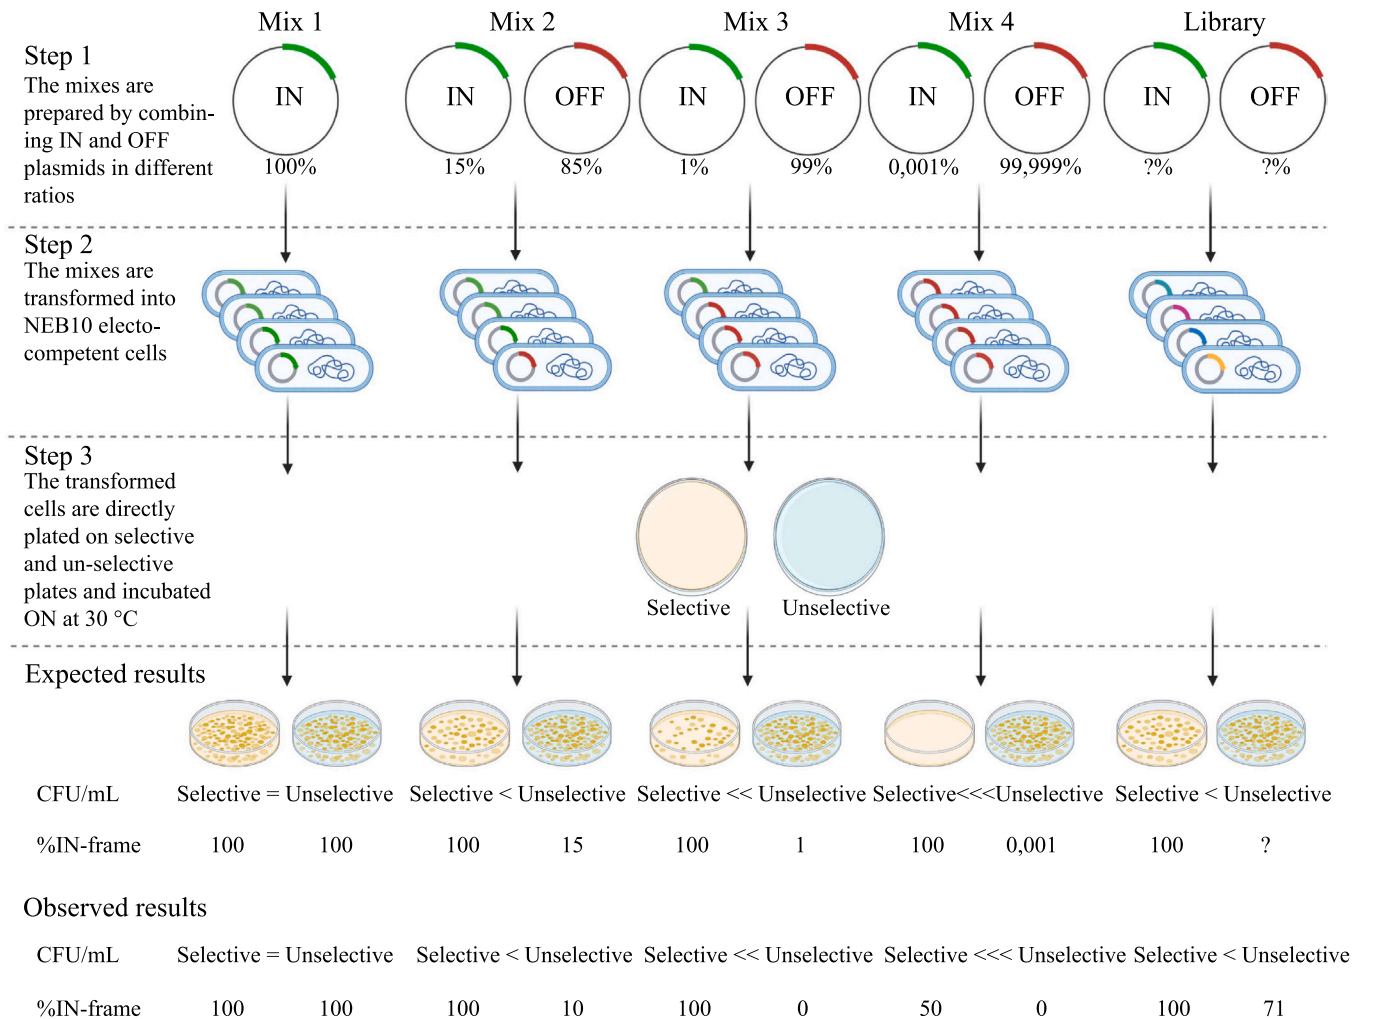 Mix 1 Mix 2 Mix 3 Mix 4 Library
Step 1
The mixes are
prepared by combin-
ing IN and OFF
plasmids in different
ratios
IN IN OFF IN OFF IN OFF IN OFF
100% 15% 85% 1% 99% 0,001% 99,999% ?% ?%
Step 2
The mixes are
transformed into
NEB10 electo-
competent cells
Step 3
The transformed
cells are directly
plated on selective
and un-selective
plates and incubated
ON at 30 °C
Selective Unselective
Expected results
CFU/mL Selective = Unselective Selective < Unselective Selective << Unselective Selective<<<Unselective Selective < Unselective
%IN-frame 100 100 100 15 100 1 100 0,001 100 ?
Observed results
CFU/mL Selective = Unselective Selective < Unselective Selective << Unselective Selective <<< Unselective Selective < Unselective
%IN-frame 100 100 100 10 100 0 50 0 100 71